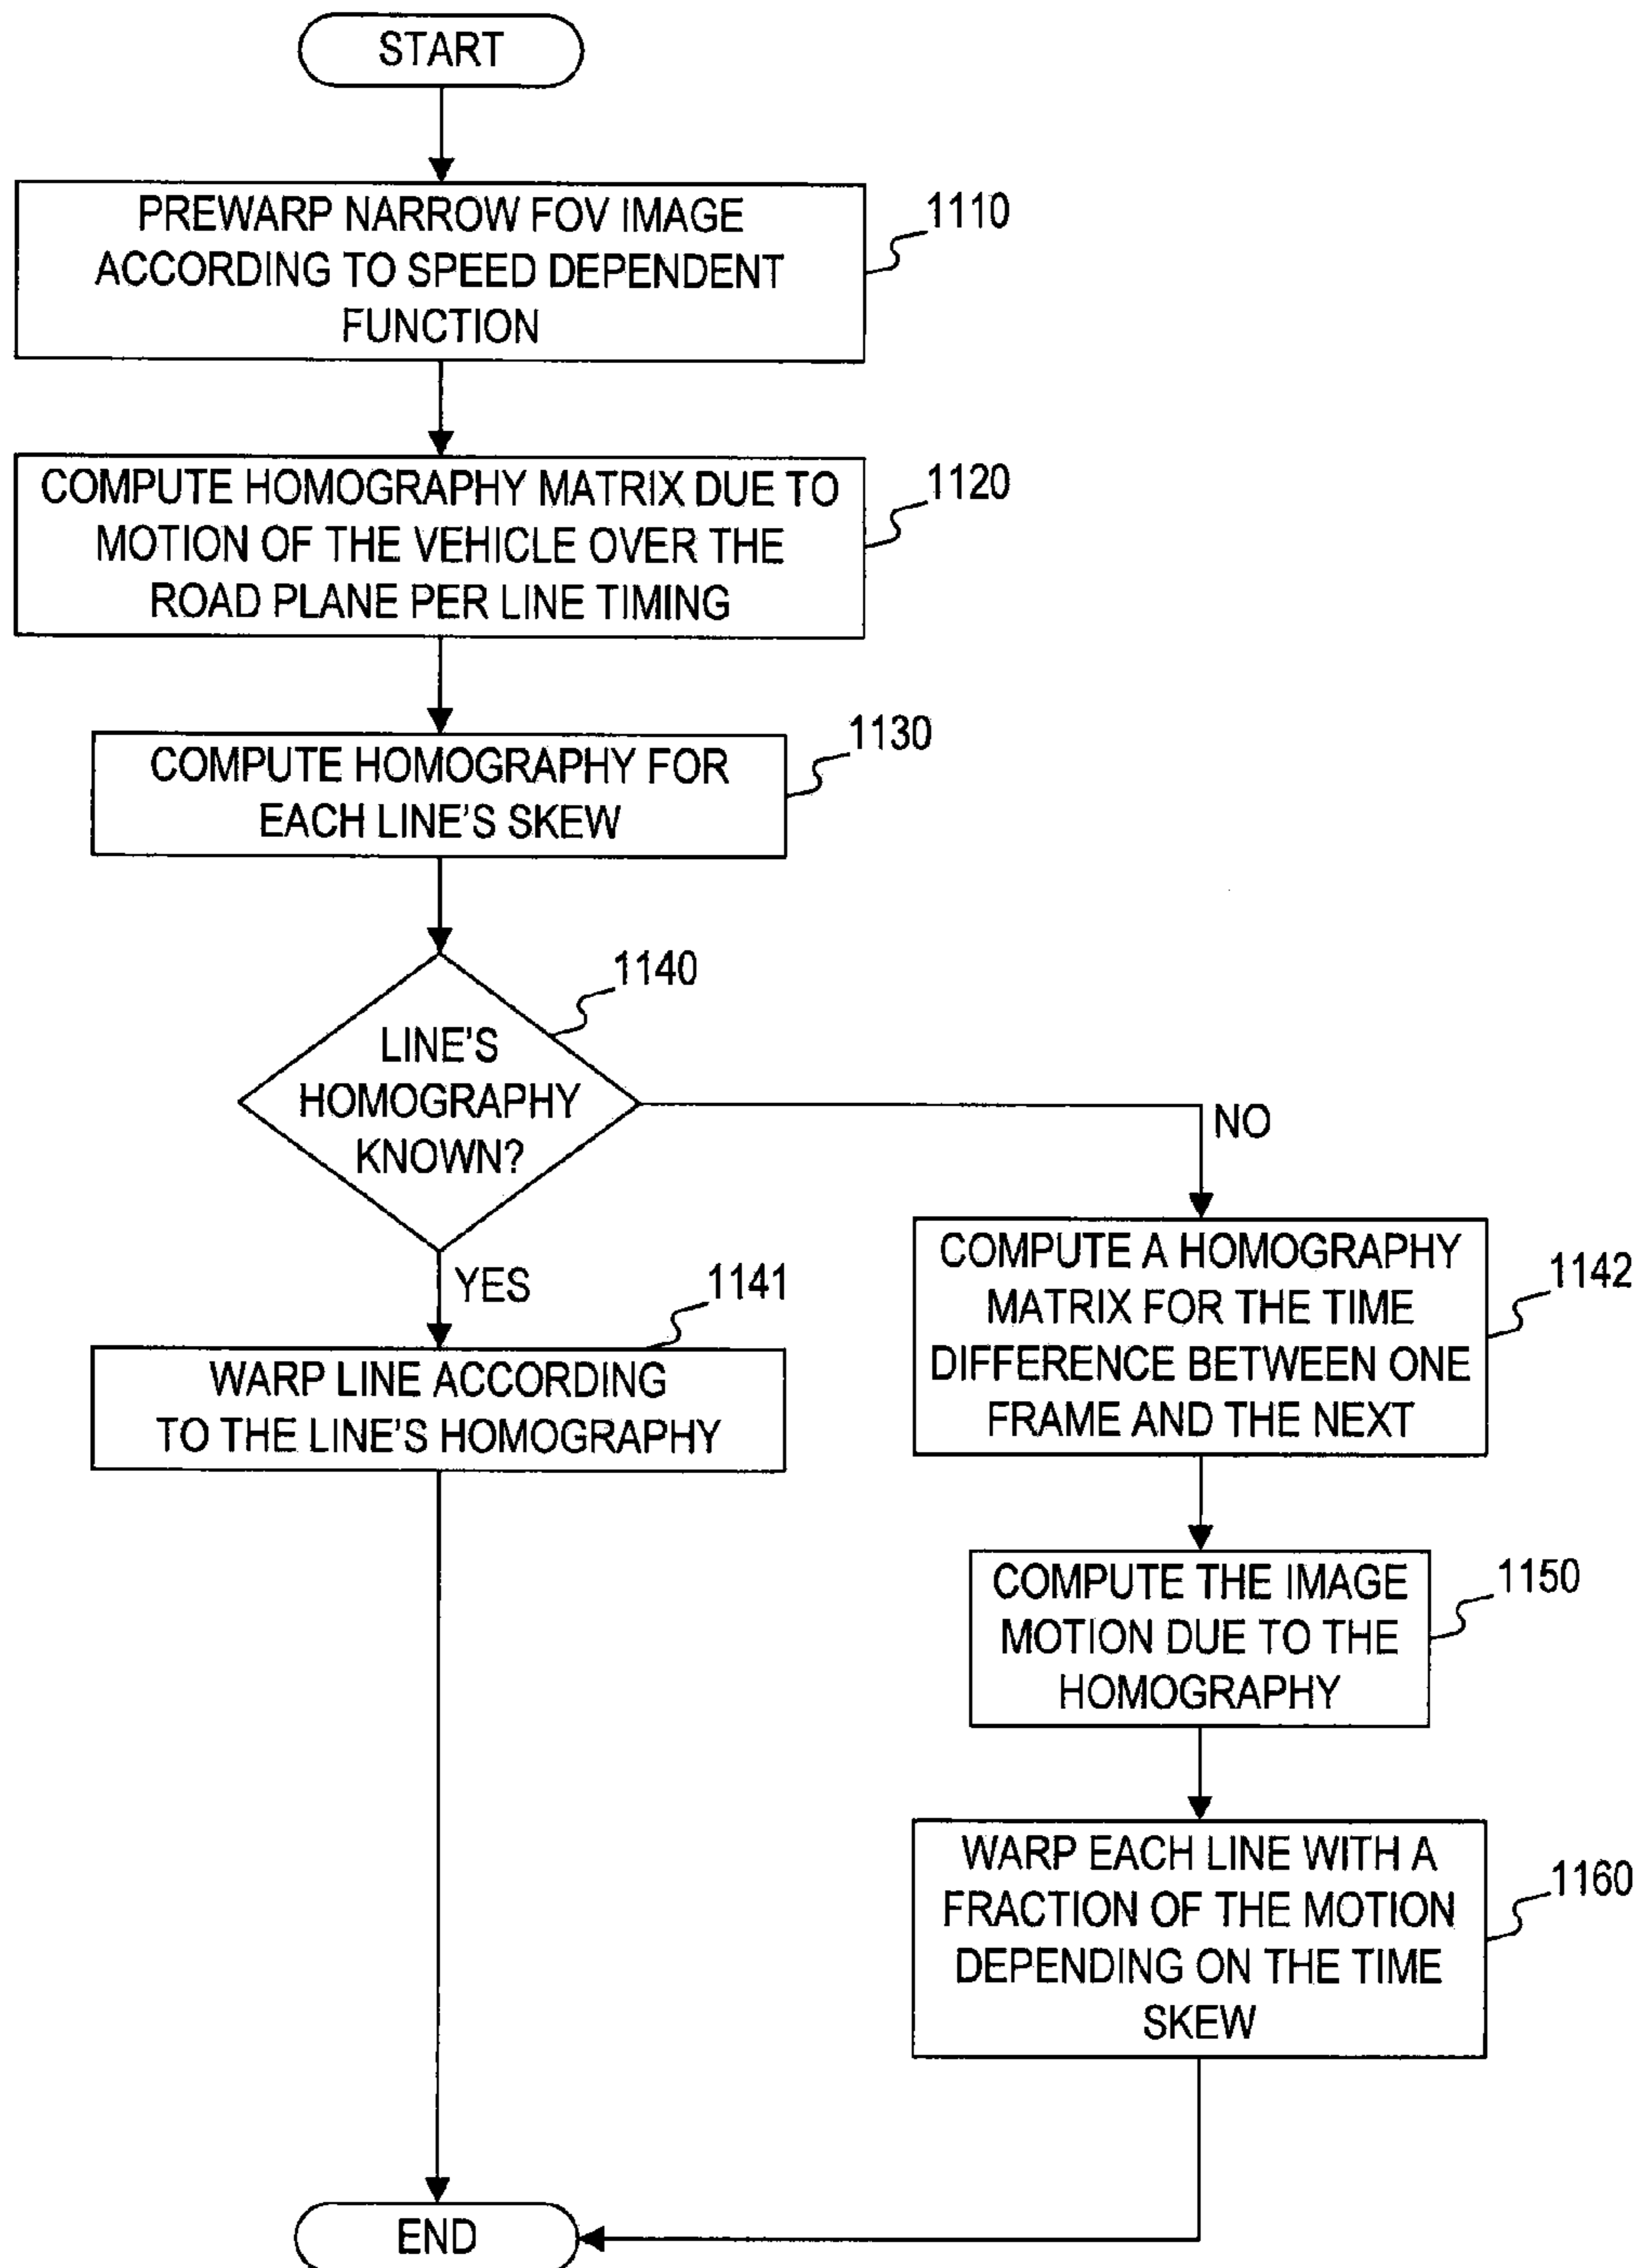 START
PREWARP NARROW FOV IMAGE
ACCORDING TO SPEED DEPENDENT
FUNCTION
1110
COMPUTE HOMOGRAPHY MATRIX DUE TO
MOTION OF THE VEHICLE OVER THE
ROAD PLANE PER LINE TIMING
1120
COMPUTE HOMOGRAPHY FOR
EACH LINE'S SKEW
1130
LINE'S
HOMOGRAPHY
KNOWN?
1140
NO
YES
WARP LINE ACCORDING
TO THE LINE'S HOMOGRAPHY
1141
COMPUTE A HOMOGRAPHY
MATRIX FOR THE TIME
DIFFERENCE BETWEEN ONE
FRAME AND THE NEXT
1142
COMPUTE THE IMAGE
MOTION DUE TO THE
HOMOGRAPHY
1150
WARP EACH LINE WITH A
FRACTION OF THE MOTION
DEPENDING ON THE TIME
SKEW
1160
END